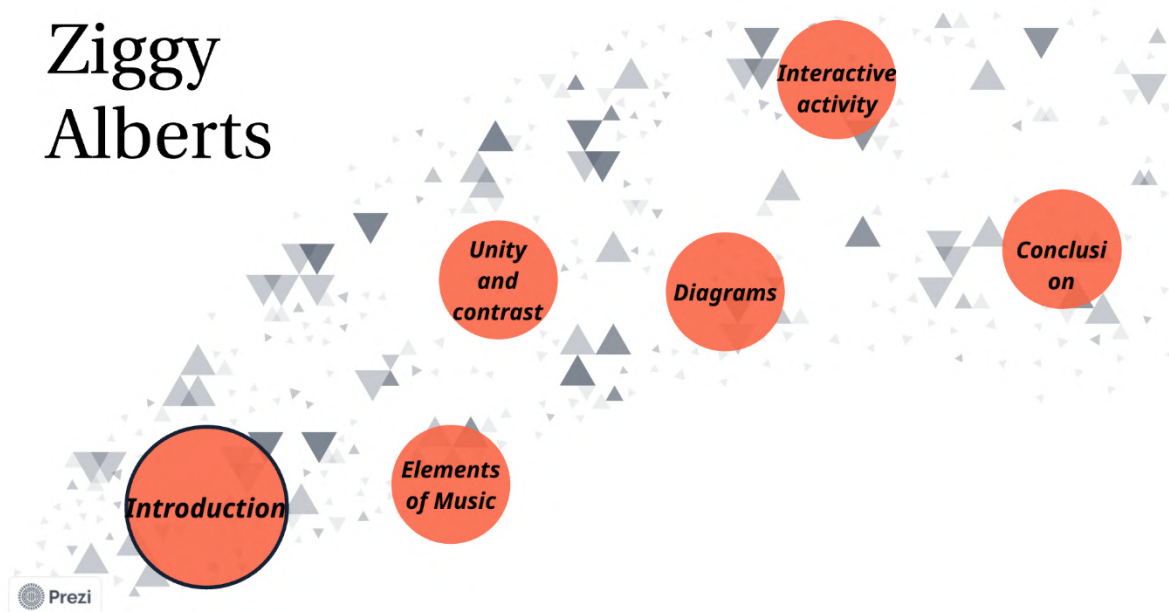 Ziggy
Alberts
Introduction
Elements
of Music
Unity
and
contrast
Diagrams
Interactive
activity
Conclusi
on
Prezi